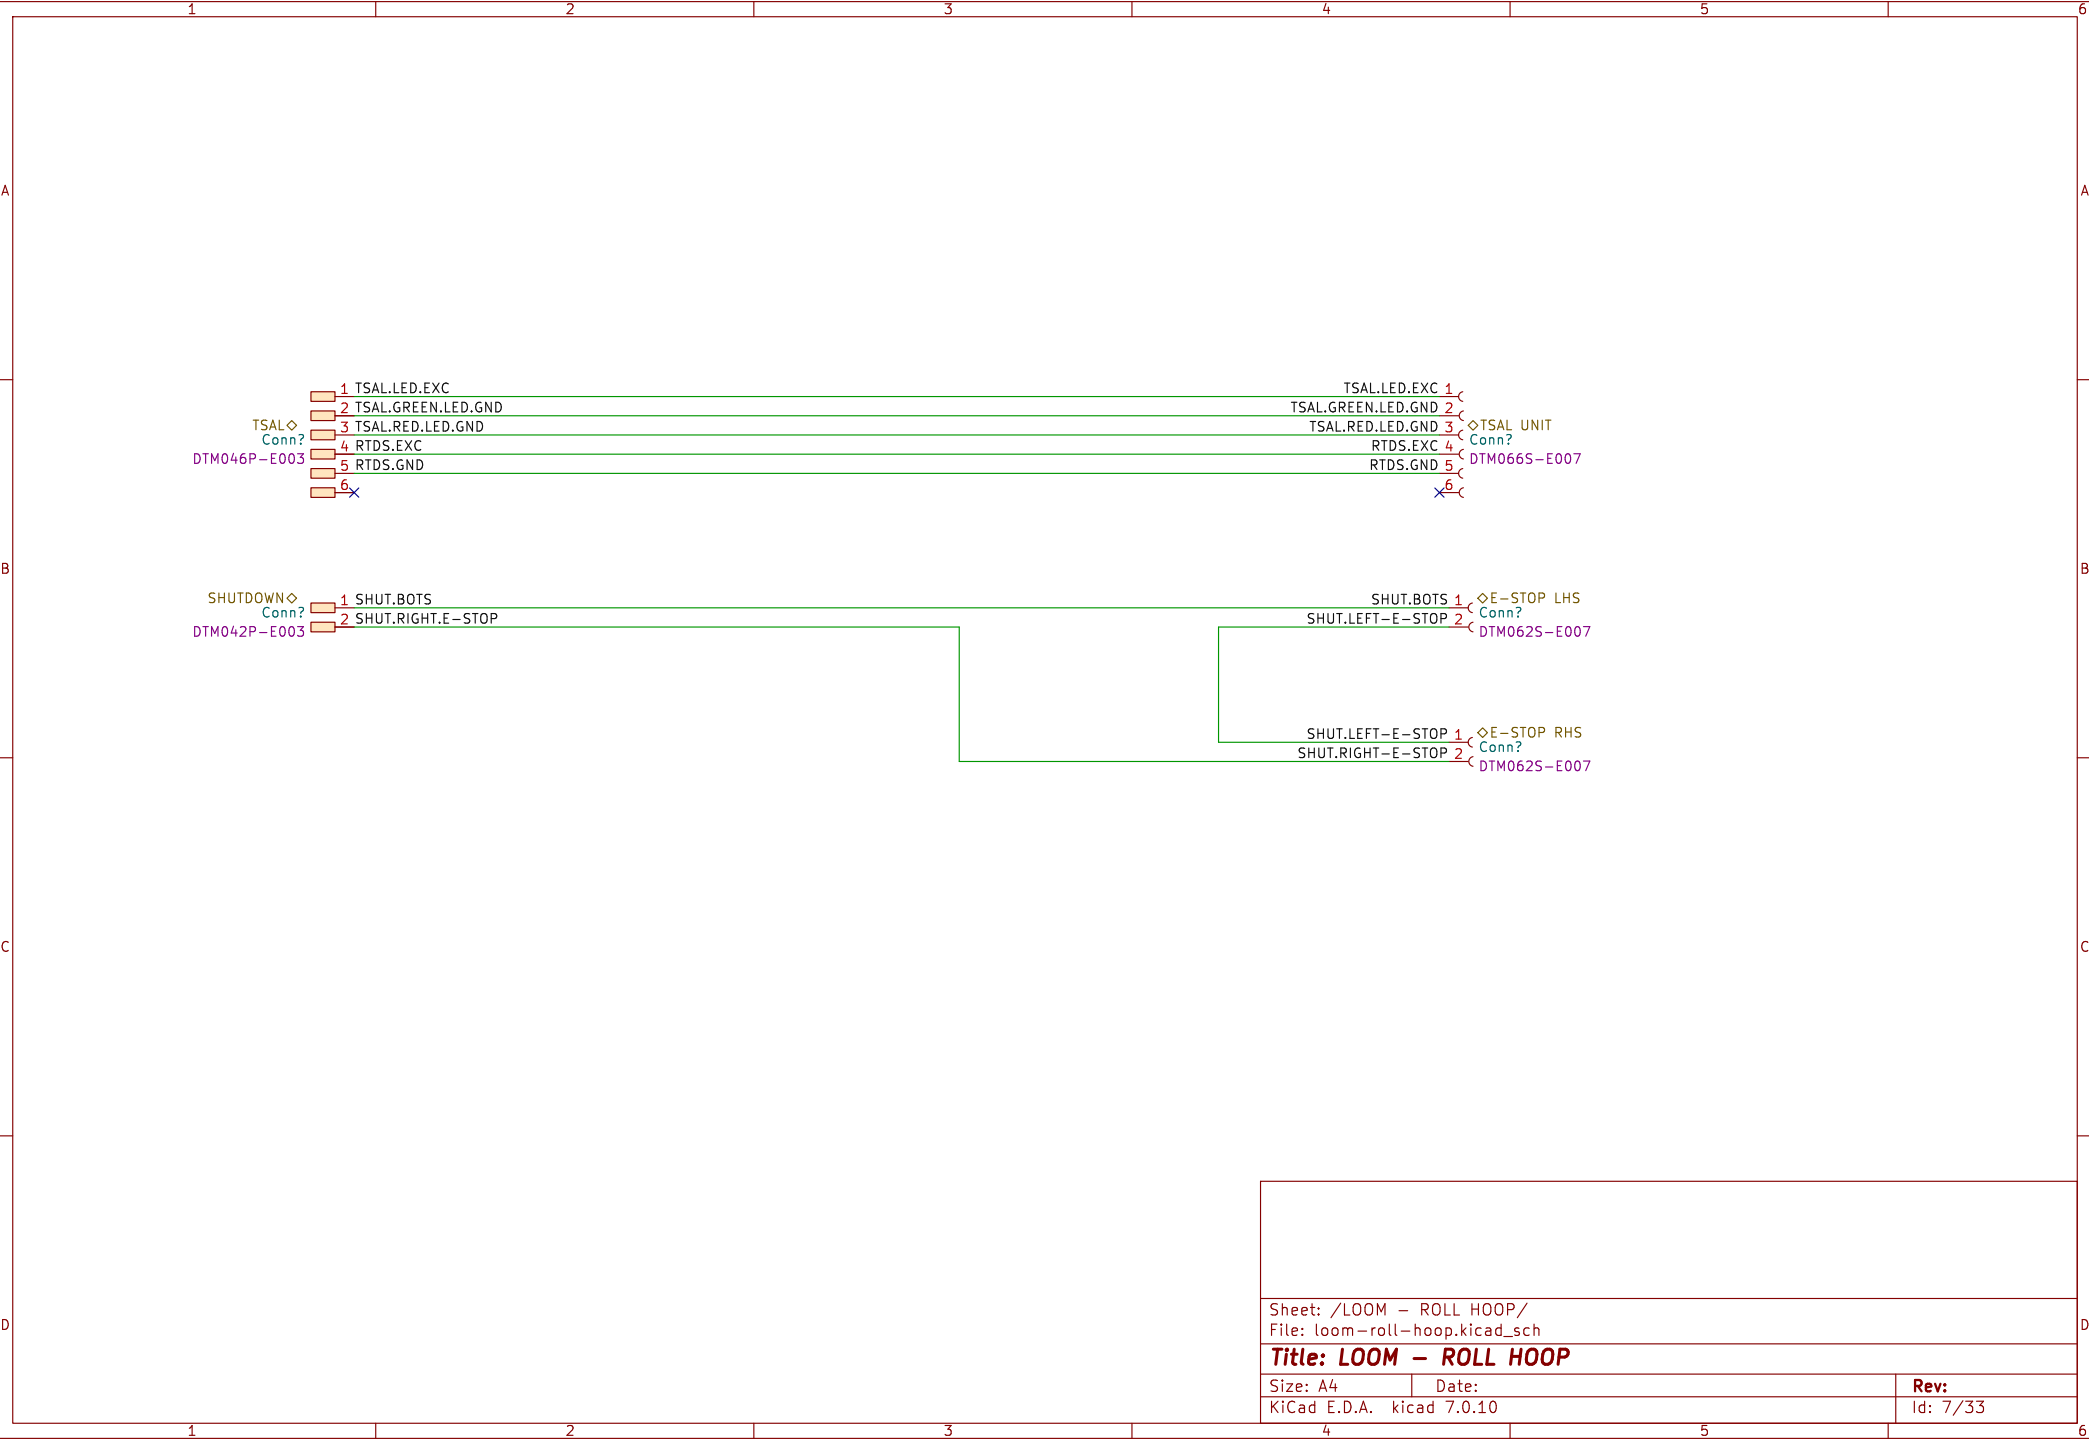 1 2 3 4 5 6
A A
1 TSAL.LED.EXC TSAL.LED.EXC 1
2 TSAL.GREEN.LED.GND TSAL.GREEN.LED.GND 2
TSAL 3 TSAL.RED.LED.GND TSAL.RED.LED.GND 3 TSAL UNIT
Conn? 4 RTDS.EXC RTDS.EXC 4 Conn?
DTM046P-E003 5 RTDS.GND RTDS.GND 5 DTM066S-E007
6 6
B B
SHUTDOWN 1 SHUT.BOTS SHUT.BOTS 1 E-STOP LHS
Conn? 2 SHUT.RIGHT.E-STOP SHUT.LEFT-E-STOP 2 Conn?
DTM042P-E003 DTM062S-E007
SHUT.LEFT-E-STOP 1 E-STOP RHS
SHUT.RIGHT-E-STOP 2 Conn?
DTM062S-E007
C C
Sheet: /LOOM - ROLL HOOP/
D D
File: loom-roll-hoop.kicad_sch
Title: LOOM - ROLL HOOP
Size: A4 Date: Rev:
KiCad E.D.A. kicad 7.0.10 Id: 7/33
1 2 3 4 5 6